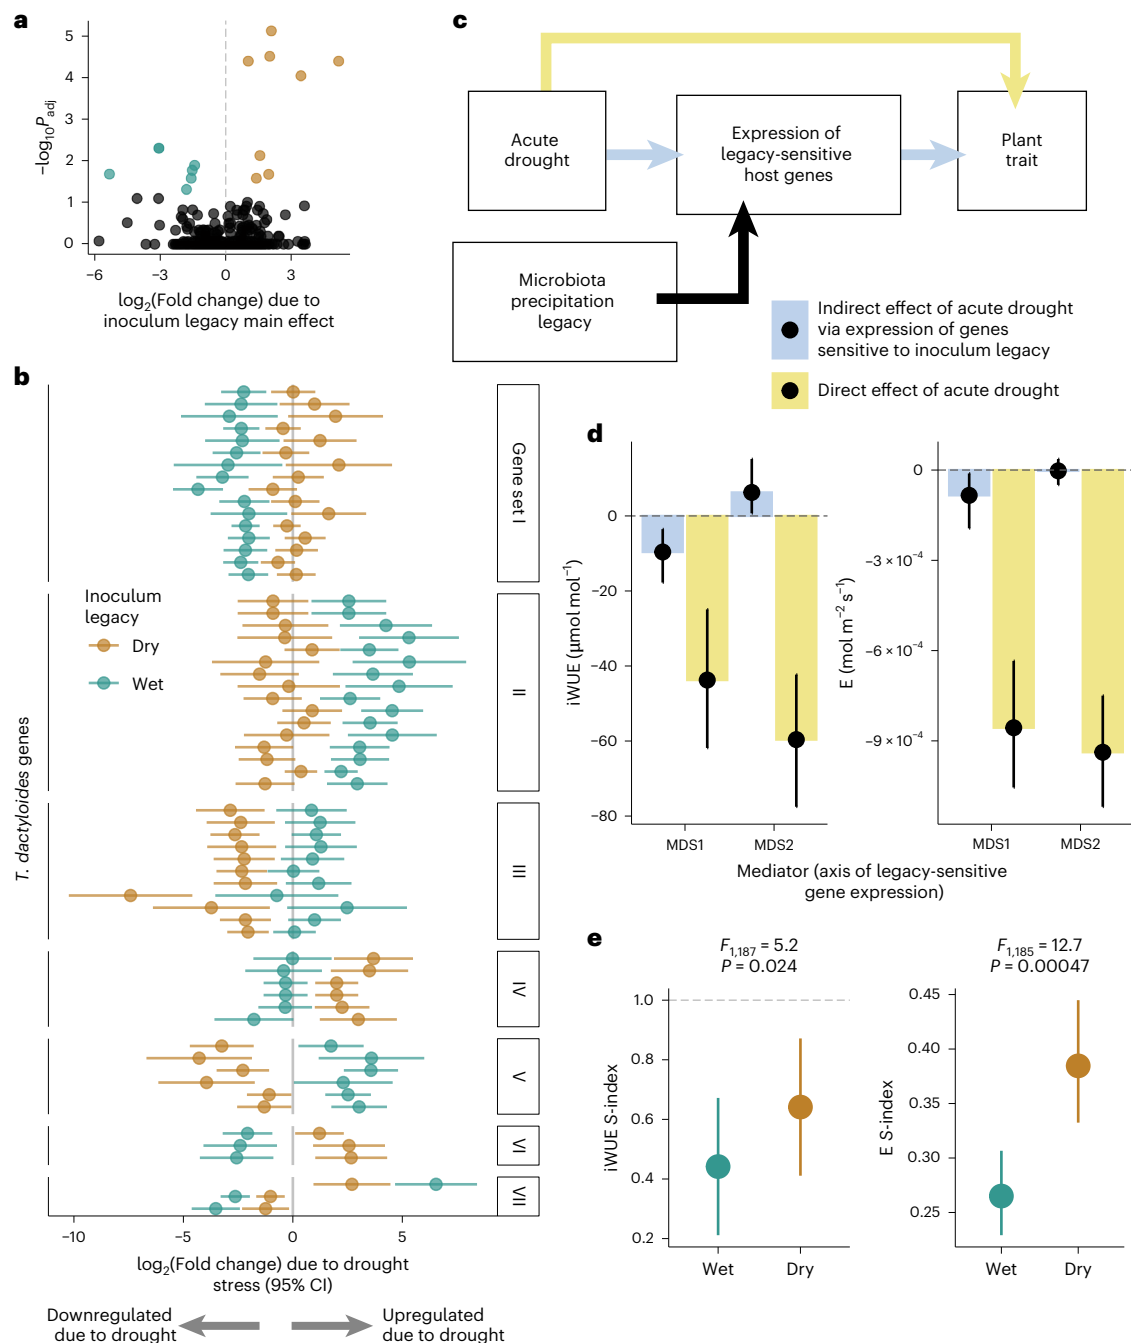 a
5
4
3
2
1
0
−log10Padj
−6
−3
0
3
log2(Fold change) due to
inoculum legacy main effect
c
Acute
drought
Expression of
legacy-sensitive
host genes
Plant
trait
Microbiota
precipitation
legacy
Indirect effect of acute drought
via expression of genes
sensitive to inoculum legacy
Direct effect of acute drought
b
Gene set I
II
III
IV
V
VI
VII
Inoculum
legacy
Dry
Wet
T. dactyloides genes
−10
−5
0
5
log2(Fold change) due to drought
stress (95% CI)
Downregulated
due to drought
Upregulated
due to drought
d
0
−20
−40
−60
−80
iWUE (µmol mol−1)
MDS1
MDS2
0
−3 × 10−4
−6 × 10−4
−9 × 10−4
E (mol m−2 s−1)
MDS1
MDS2
Mediator (axis of legacy-sensitive
gene expression)
e
F1,187 = 5.2
P = 0.024
1.0
0.8
0.6
0.4
0.2
iWUE S-index
Wet
Dry
F1,185 = 12.7
P = 0.00047
0.45
0.40
0.35
0.30
0.25
E S-index
Wet
Dry